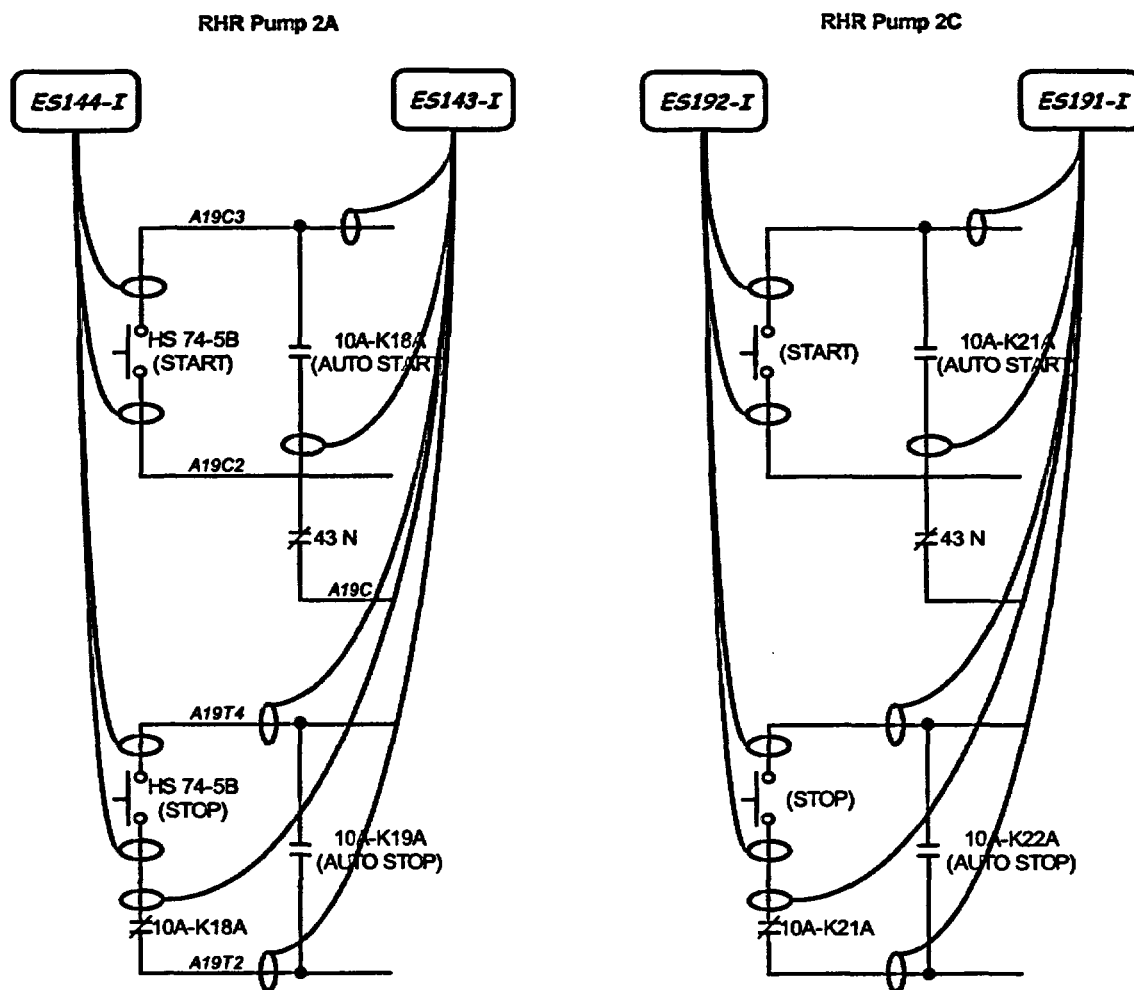 RHR Pump 2A
RHR Pump 2C
ES144-I
ES143-I
ES192-I
ES191-I
A19C3
HS 74-5B
(START)
10A-K18A
(AUTO START)
(START)
10A-K21A
(AUTO START)
A19C2
43 N
43 N
A19C
A19T4
HS 74-5B
(STOP)
10A-K19A
(AUTO STOP)
(STOP)
10A-K22A
(AUTO STOP)
10A-K18A
10A-K21A
A19T2